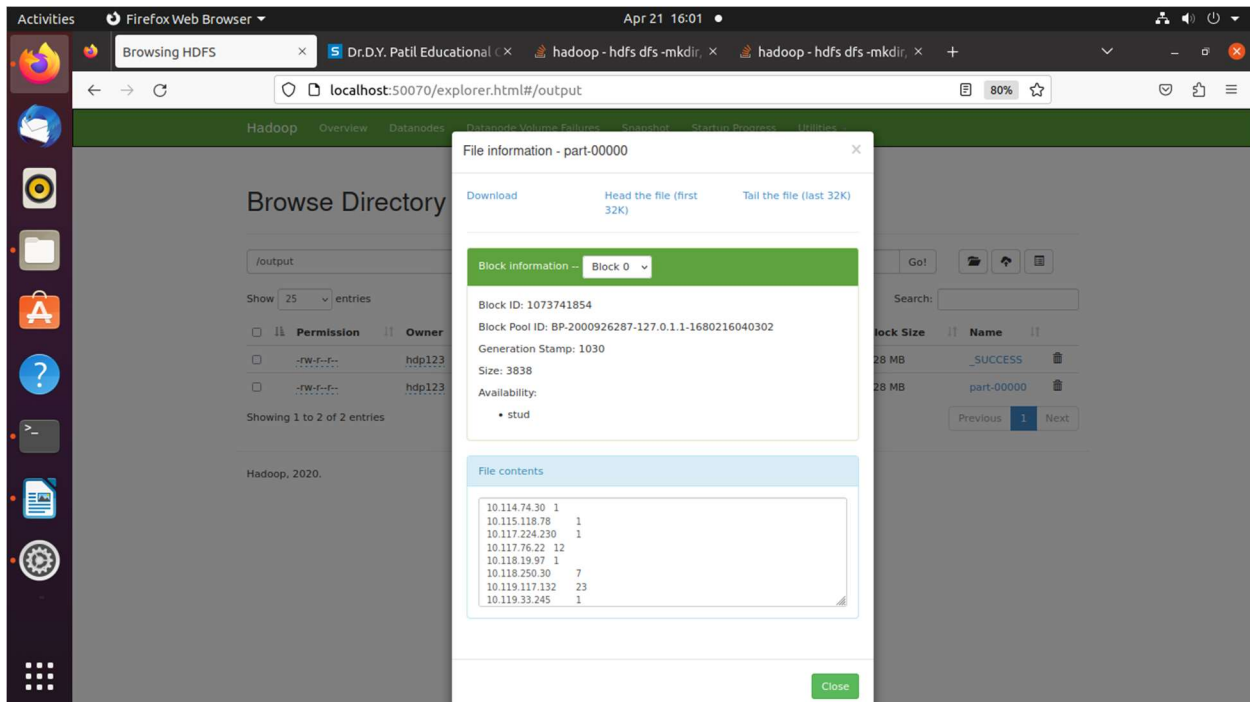 Activities Firefox Web Browser Apr 21 16:01
Browsing HDFS Dr.D.Y. Patil Educational C hadoop - hdfs dfs -mkdir, hadoop - hdfs dfs -mkdir,
localhost:50070/explorer.html#/output 80%
Hadoop Overview Datanodes Datanode Volume Failures Snapshot Startup Progress Utilities
File information - part-00000
Download Head the file (first 32K) Tail the file (last 32K)
Browse Directory
/output Go!
Block information -- Block 0
Show 25 entries Search:
Block ID: 1073741854
Block Pool ID: BP-2000926287-127.0.1.1-1680216040302
Generation Stamp: 1030
Size: 3838
Availability:
• stud
Permission Owner lock Size Name
-rw-r--r-- hdp123 28 MB _SUCCESS
-rw-r--r-- hdp123 28 MB part-00000
Showing 1 to 2 of 2 entries Previous 1 Next
Hadoop, 2020.
File contents
10.114.74.30 1
10.115.118.78 1
10.117.224.230 1
10.117.76.22 12
10.118.19.97 1
10.118.250.30 7
10.119.117.132 23
10.119.33.245 1
Close